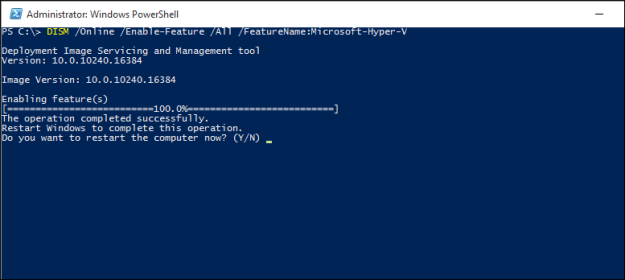 Administrator: Windows PowerShell
PS C:\> DISM /Online /Enable-Feature /All /FeatureName:Microsoft-Hyper-V
Deployment Image Servicing and Management tool
Version: 10.0.10240.16384
Image Version: 10.0.10240.16384
Enabling feature(s)
[==========================100.0%==========================]
The operation completed successfully.
Restart Windows to complete this operation.
Do you want to restart the computer now? (Y/N)